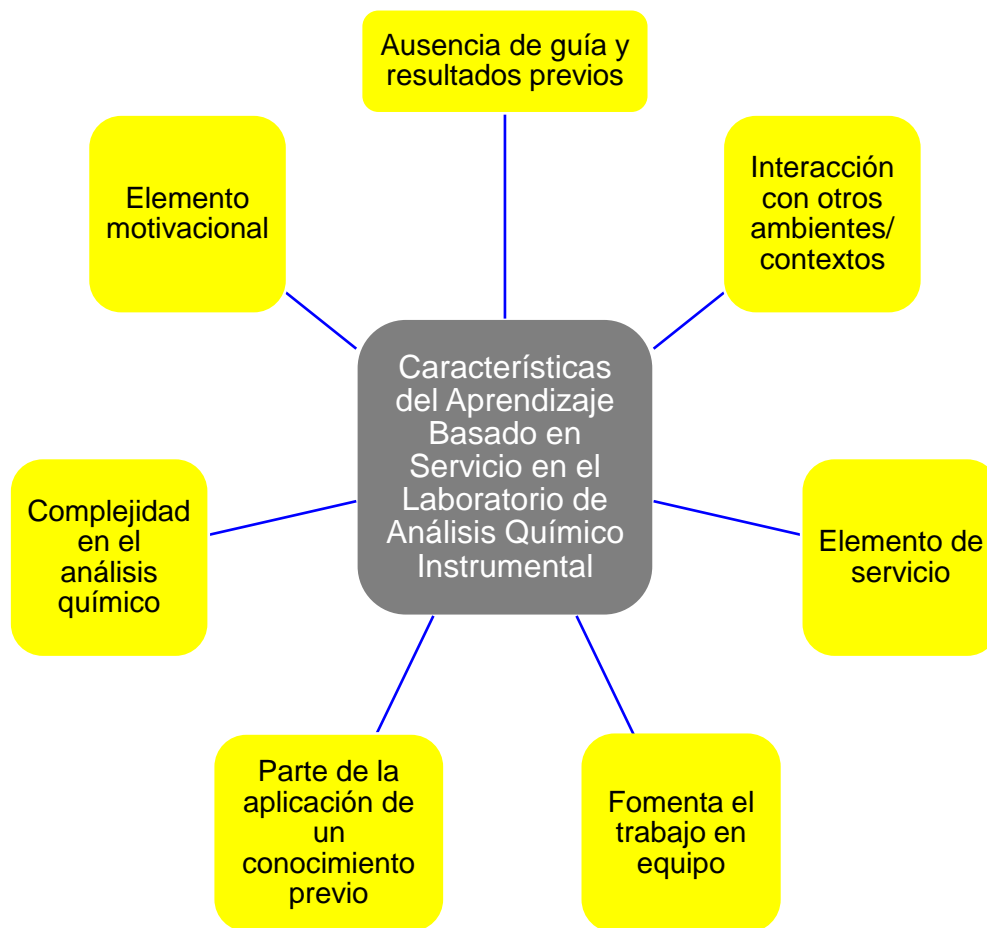 Ausencia de guía y
resultados previos
Interacción
con otros
ambientes/
contextos
Elemento
motivacional
Característícas
del Aprendizaje
Basado en
Servicio en el
Laboratorio de
Análisis Químico
Instrumental
Complejidad
en el
análisis
químico
Elemento de
servicio
Parte de la
aplicación de
un
conocimiento
previo
Fomenta el
trabajo en
equipo